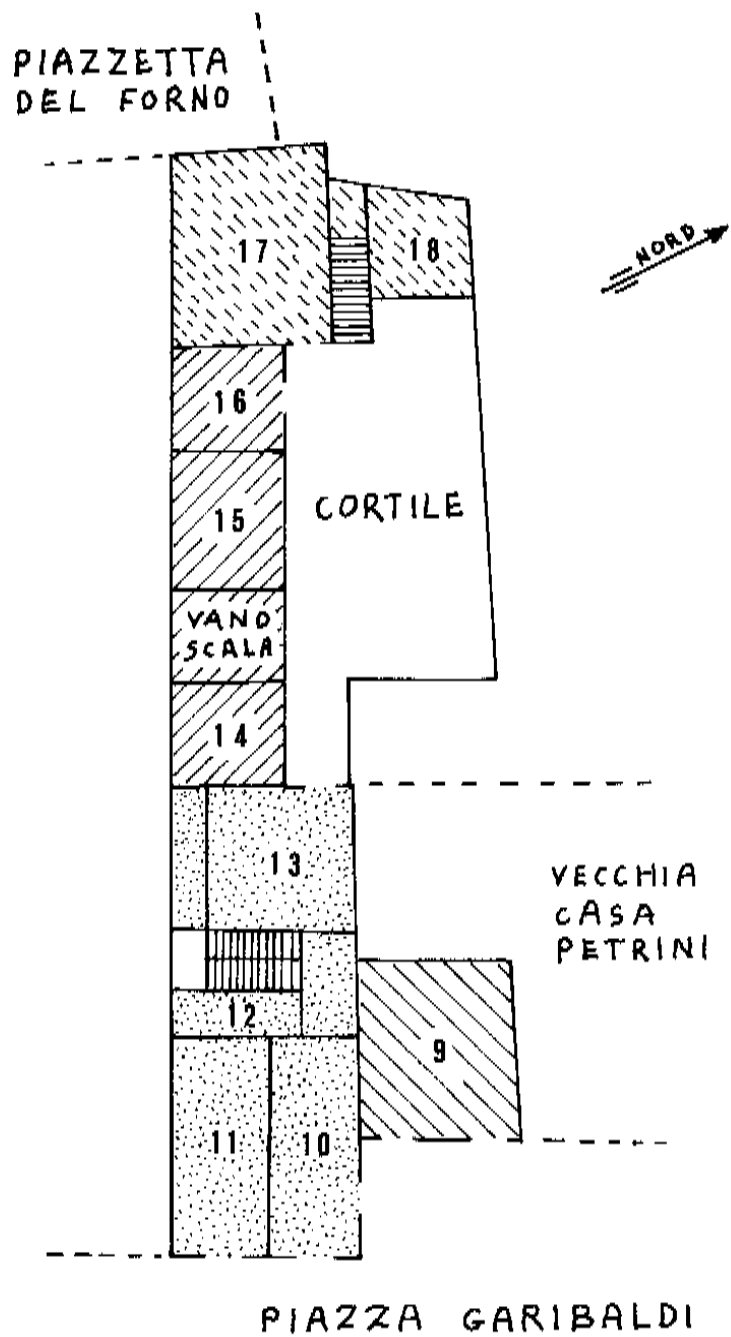 PIAZZETTA
DEL FORNO
NORD
17
18
16
CORTILE
15
VANO
SCALA
14
13
VECCHIA
CASA
PETRINI
12
9
11
10
PIAZZA GARIBALDI